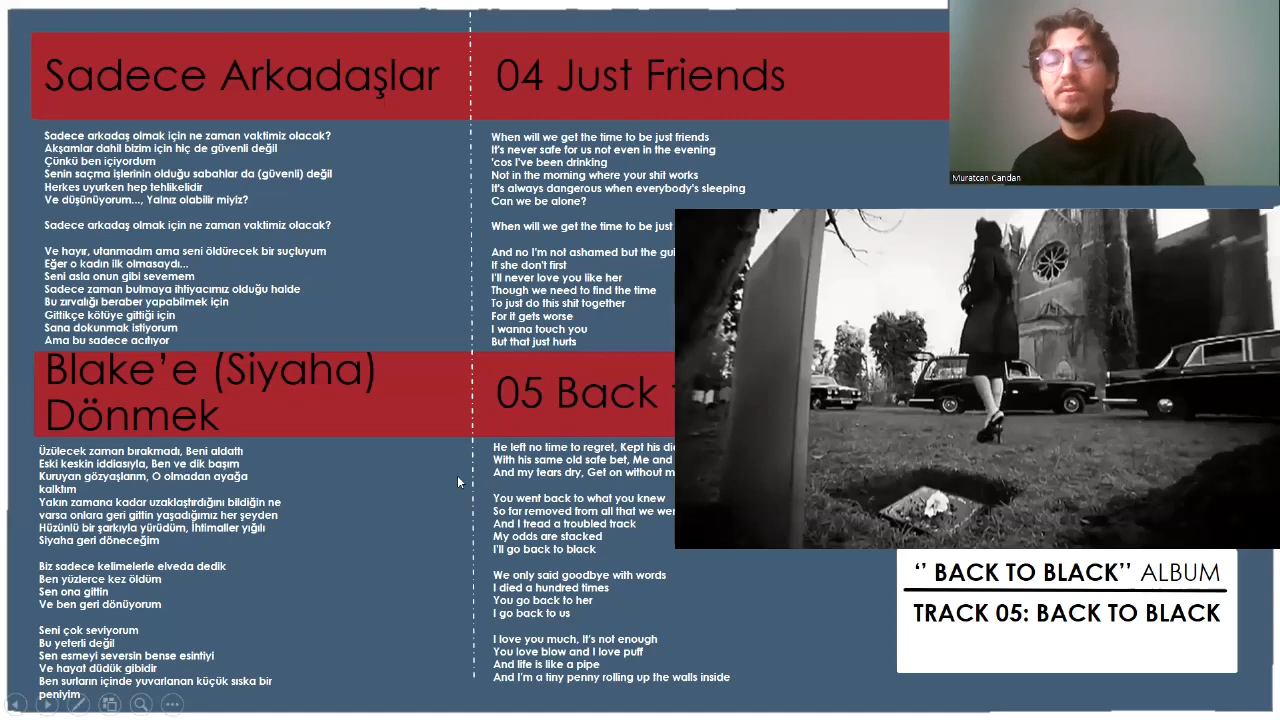 Sadece Arkadaşlar
Sadece arkadaş olmak için ne zaman vaktimiz olacak?
Akşamlar dahil bizim için hiç de güvenli değil
Çünkü ben içiyordum
Senin saçma işlerinin olduğu sabahlar da (güvenli) değil
Herkes uyurken hep tehlikelidir
Ve düşünüyorum..., Yalnız olabilir miyiz?
Sadece arkadaş olmak için ne zaman vaktimiz olacak?
Ve hayır, utanmadım ama seni öldürecek bir suçluyum
Eğer o kadın ilk olmasaydı...
Seni asla onun gibi sevemem
Sadece zaman bulmaya ihtiyacımız olduğu halde
Bu zırvalığı beraber yapabilmek için
Gittikçe kötüye gittiği için
Sana dokunmak istiyorum
Ama bu sadece acıtıyor
Blake’e (Siyaha)
Dönmek
Üzülecek zaman bırakmadı, Beni aldattı
Eski keskin iddiasıyla, Ben ve dik başım
Kuruyan gözyaşlarım, O olmadan ayağa
kalktım
Yakın zamana kadar uzaklaştırdığını bildiğin ne
varsa onlara geri gittin yaşadığımız her şeyden
Hüzünlü bir şarkıyla yürüdüm, İhtimaller yığılı
Siyaha geri döneceğim
Biz sadece kelimelerle elveda dedik
Ben yüzlerce kez öldüm
Sen ona gittin
Ve ben geri dönüyorum
Seni çok seviyorum
Bu yeterli değil
Sen esmeyi seversin bense esintiyi
Ve hayat düdük gibidir
Ben surların içinde yuvarlanan küçük sıska bir
peniyim
04 Just Friends
When will we get the time to be just friends
It's never safe for us not even in the evening
'cos I've been drinking
Not in the morning where your shit works
It's always dangerous when everybody's sleeping
Can we be alone?
When will we get the time to be just
And no I'm not ashamed but the gui
If she don't first
I'll never love you like her
Though we need to find the time
To just do this shit together
For it gets worse
I wanna touch you
But that just hurts
05 Back
He left no time to regret, Kept his di
With his same old safe bet, Me and
And my tears dry, Get on without m
You went back to what you knew
So far removed from all that we wer
And I tread a troubled track
My odds are stacked
I'll go back to black
We only said goodbye with words
I died a hundred times
You go back to her
I go back to us
I love you much, It's not enough
You love blow and I love puff
And life is like a pipe
And I'm a tiny penny rolling up the walls inside
Muratcan Candan
‘’ BACK TO BLACK’’ ALBUM
TRACK 05: BACK TO BLACK